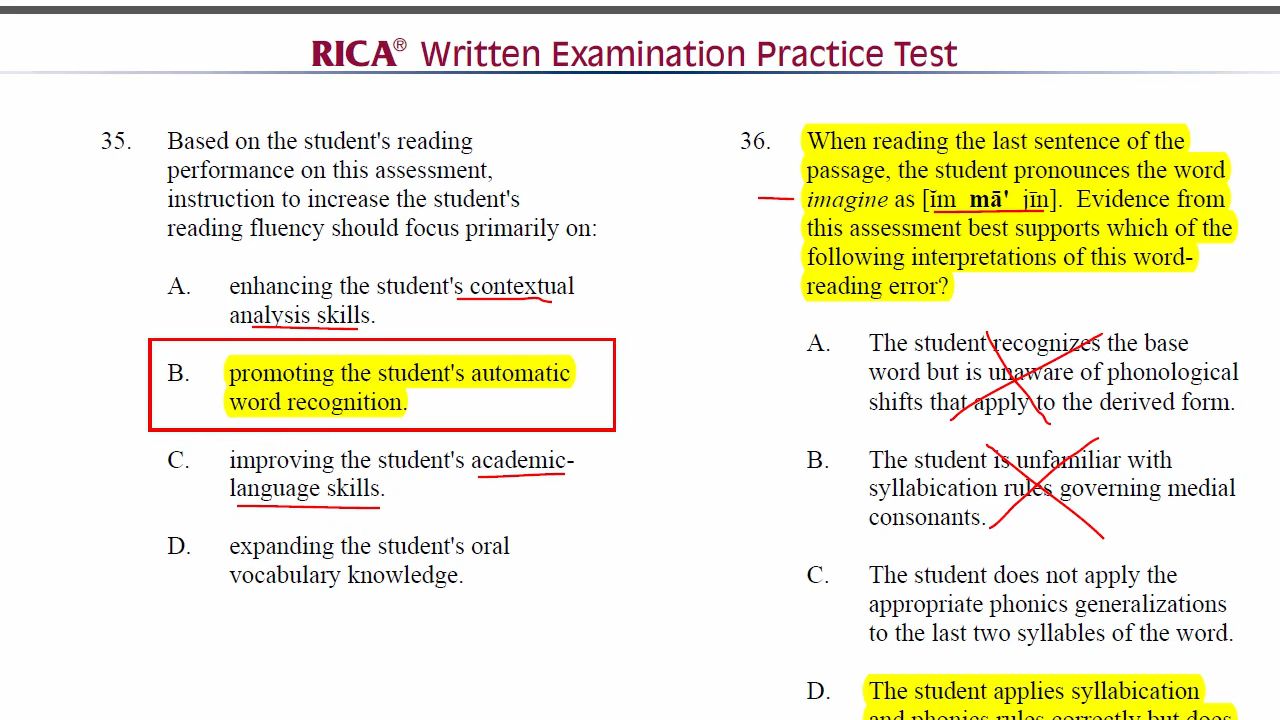 RICA® Written Examination Practice Test
35. Based on the student's reading
performance on this assessment,
instruction to increase the student's
reading fluency should focus primarily on:
A. enhancing the student's contextual
analysis skills.
B. promoting the student's automatic
word recognition.
C. improving the student's academic-
language skills.
D. expanding the student's oral
vocabulary knowledge.
36. When reading the last sentence of the
passage, the student pronounces the word
imagine as [ĭm mā' jīn]. Evidence from
this assessment best supports which of the
following interpretations of this word-
reading error?
A. The student recognizes the base
word but is unaware of phonological
shifts that apply to the derived form.
B. The student is unfamiliar with
syllabication rules governing medial
consonants.
C. The student does not apply the
appropriate phonics generalizations
to the last two syllables of the word.
D. The student applies syllabication
and phonics rules correctly but does